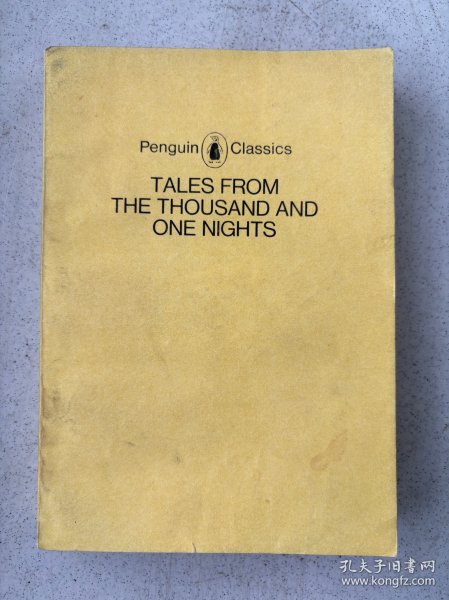 Penguin Classics
TALES FROM
THE THOUSAND AND
ONE NIGHTS
孔夫子旧书网
www.kongfz.com